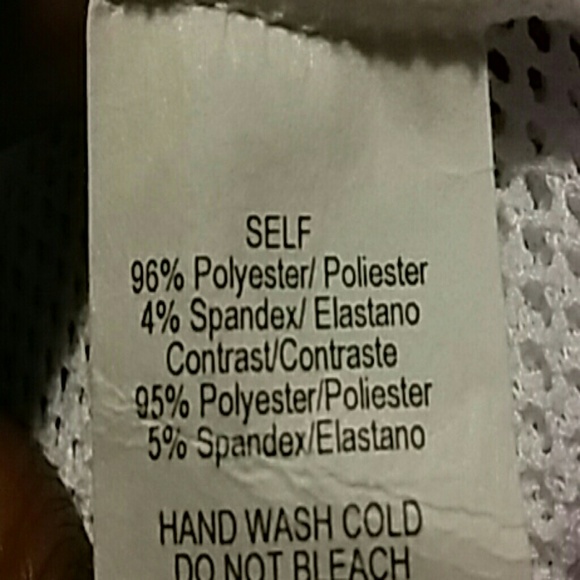 SELF
96% Polyester/ Poliester
4% Spandex/ Elastano
Contrast/Contraste
95% Polyester/Poliester
5% Spandex/Elastano
HAND WASH COLD
DO NOT BLEACH